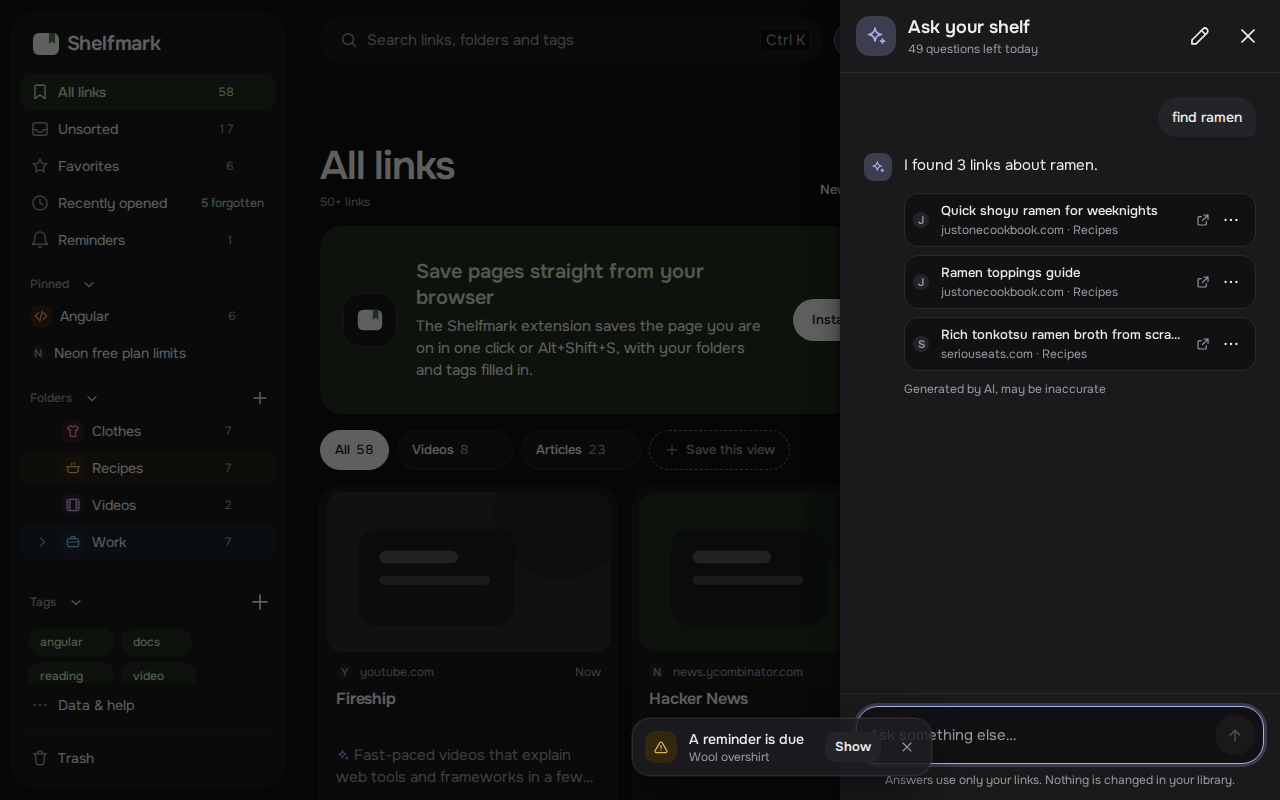 Shelfmark
All links 58
Unsorted 17
Favorites 6
Recently opened 5 forgotten
Reminders 1
Pinned
Angular 6
N Neon free plan limits
Folders
Clothes 7
Recipes 7
Videos 2
Work 7
Tags
angular docs
reading video
Data & help
Trash
Search links, folders and tags Ctrl K
All links
50+ links
Save pages straight from your
browser
The Shelfmark extension saves the page you are
on in one click or Alt+Shift+S, with your folders
and tags filled in.
All 58 Videos 8 Articles 23 Save this view
Y youtube.com Now
Fireship
Fast-paced videos that explain
web tools and frameworks in a few...
N news.ycombinator.com
Hacker News
A reminder is due
Wool overshirt
Show
Ask your shelf
49 questions left today
find ramen
I found 3 links about ramen.
J Quick shoyu ramen for weeknights
justonecookbook.com · Recipes
J Ramen toppings guide
justonecookbook.com · Recipes
S Rich tonkotsu ramen broth from scra...
seriouseats.com · Recipes
Generated by AI, may be inaccurate
Ask something else...
Answers use only your links. Nothing is changed in your library.